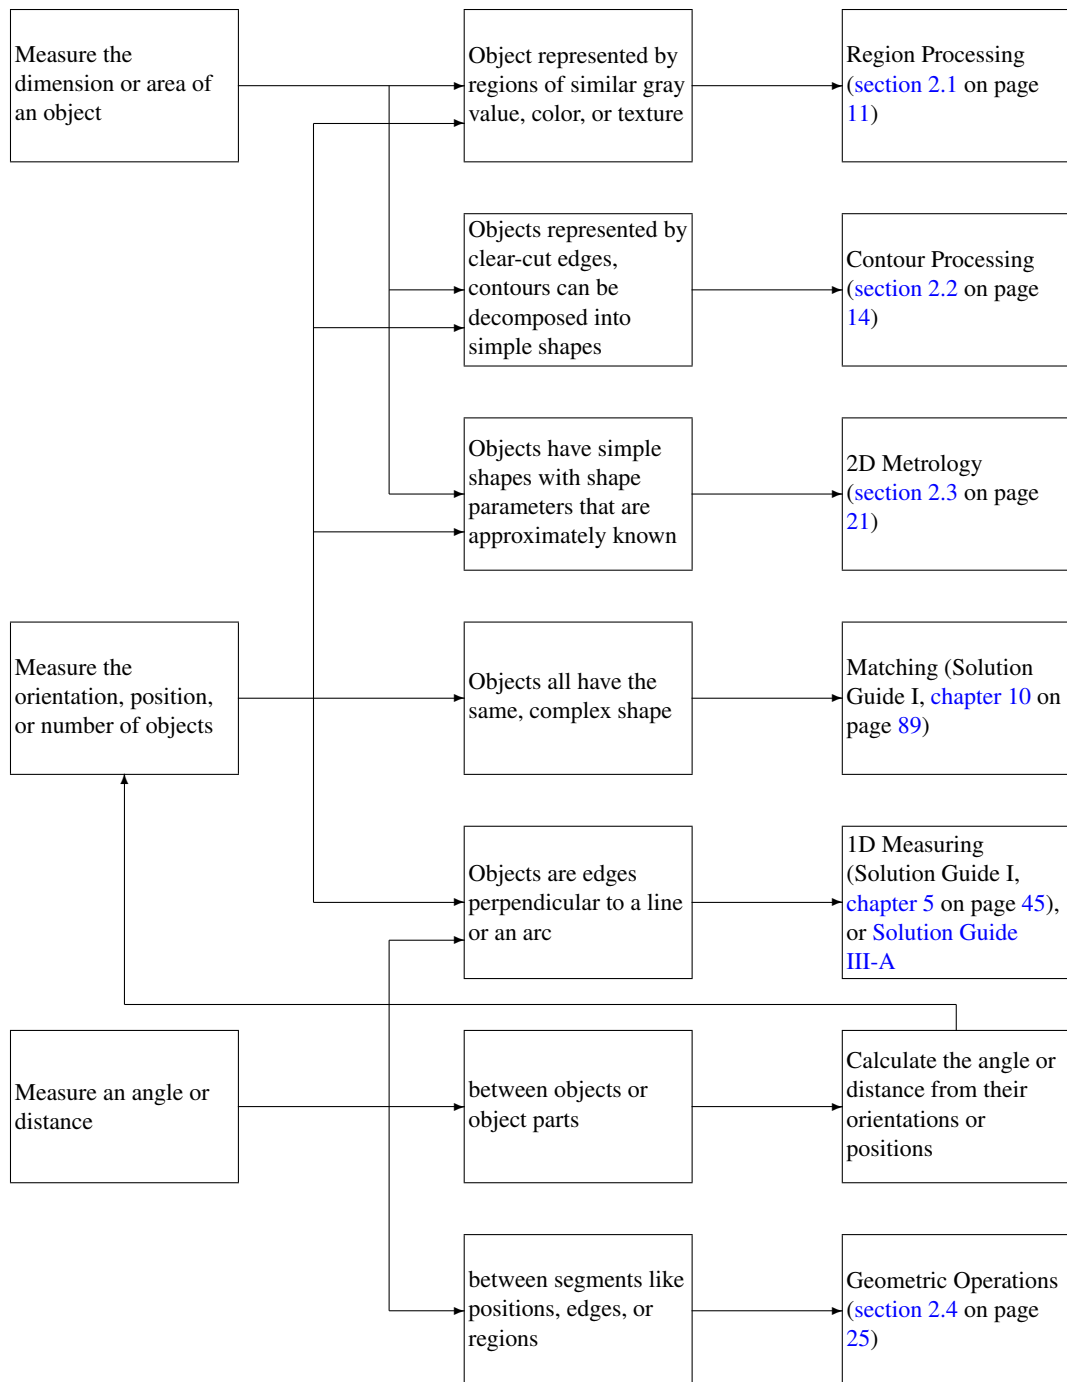 Measure the
dimension or area of
an object
Object represented by
regions of similar gray
value, color, or texture
Region Processing
(section 2.1 on page
11)
Objects represented by
clear-cut edges,
contours can be
decomposed into
simple shapes
Contour Processing
(section 2.2 on page
14)
Objects have simple
shapes with shape
parameters that are
approximately known
2D Metrology
(section 2.3 on page
21)
Measure the
orientation, position,
or number of objects
Objects all have the
same, complex shape
Matching (Solution
Guide I, chapter 10 on
page 89)
Objects are edges
perpendicular to a line
or an arc
1D Measuring
(Solution Guide I,
chapter 5 on page 45),
or Solution Guide
III-A
Measure an angle or
distance
between objects or
object parts
Calculate the angle or
distance from their
orientations or
positions
between segments like
positions, edges, or
regions
Geometric Operations
(section 2.4 on page
25)